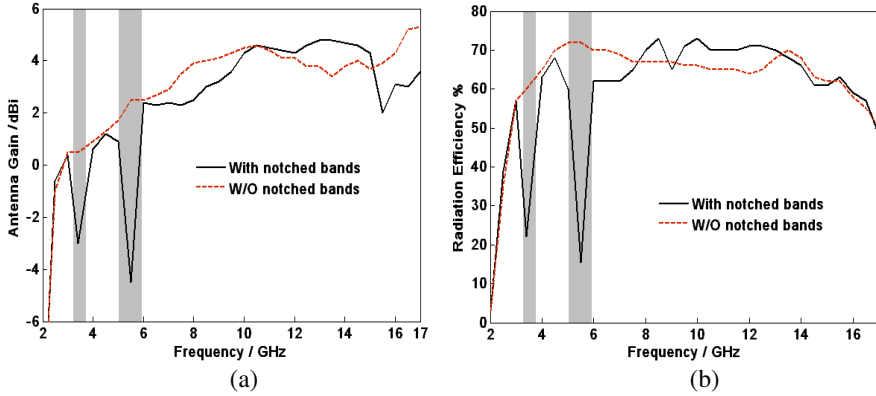 6
4
2
0
-2
-4
-6
Antenna Gain /dBi
With notched bands
W/O notched bands
2 4 6 8 10 12 14 16 17
Frequency / GHz
(a)
80
70
60
50
40
30
20
10
0
Radiation Efficiency %
With notched bands
W/O notched bands
2 4 6 8 10 12 14 16
Frequency / GHz
(b)